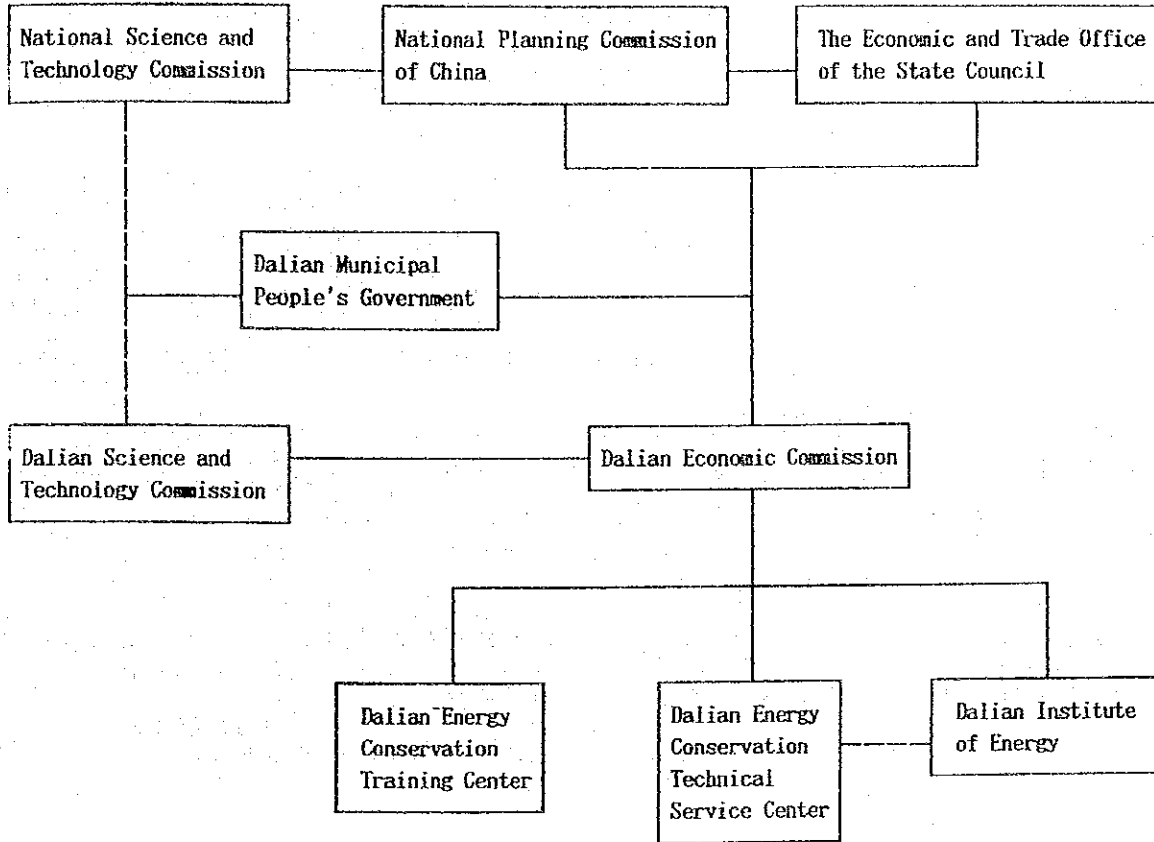 National Science and
Technology Commission
National Planning Commission
of China
The Economic and Trade Office
of the State Council
Dalian Municipal
People's Government
Dalian Science and
Technology Commission
Dalian Economic Commission
Dalian Energy
Conservation
Training Center
Dalian Energy
Conservation
Technical
Service Center
Dalian Institute
of Energy